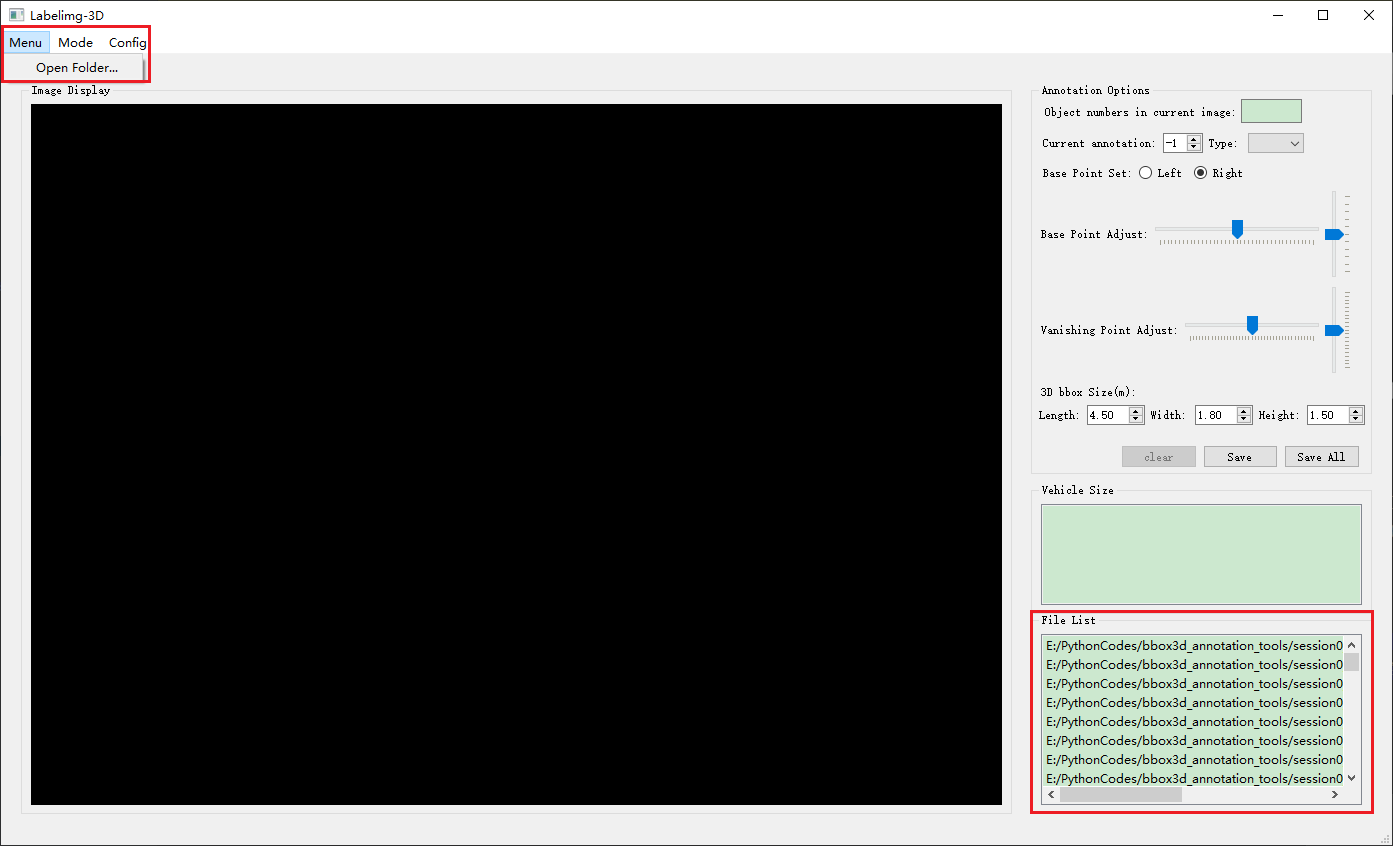 Labelimg-3D
Menu Mode Config
Open Folder...
Image Display
Annotation Options
Object numbers in current image:
Current annotation: -1 Type:
Base Point Set: Left Right
Base Point Adjust:
Vanishing Point Adjust:
3D bbox Size(m):
Length: 4.50 Width: 1.80 Height: 1.50
clear Save Save All
Vehicle Size
File List
E:/PythonCodes/bbox3d_annotation_tools/session0
E:/PythonCodes/bbox3d_annotation_tools/session0
E:/PythonCodes/bbox3d_annotation_tools/session0
E:/PythonCodes/bbox3d_annotation_tools/session0
E:/PythonCodes/bbox3d_annotation_tools/session0
E:/PythonCodes/bbox3d_annotation_tools/session0
E:/PythonCodes/bbox3d_annotation_tools/session0
E:/PythonCodes/bbox3d_annotation_tools/session0